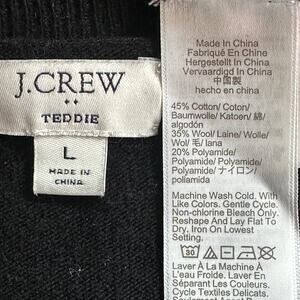 J.CREW
TEDDIE
L
MADE IN
CHINA
Made In China
Fabriqué En Chine
Hergestellt In China
Vervaardigd In China
中国製
hecho en china
45% Cotton/ Coton/
Baumwolle/ Katoen/ 綿/
algodón
35% Wool/ Laine/ Wolle/
Wol/ 毛/ lana
20% Polyamide/
Polyamide/ Polyamid/
Polyamide/ ナイロン/
poliamida
Machine Wash Cold. With
Like Colors. Gentle Cycle.
Non-chlorine Bleach Only.
Reshape And Lay Flat To
Dry. Iron On Lowest
Setting.
30
Laver À La Machine
L'eau Froide. Laver En
Séparant Les Couleurs.
Cycle Textiles Délicats.